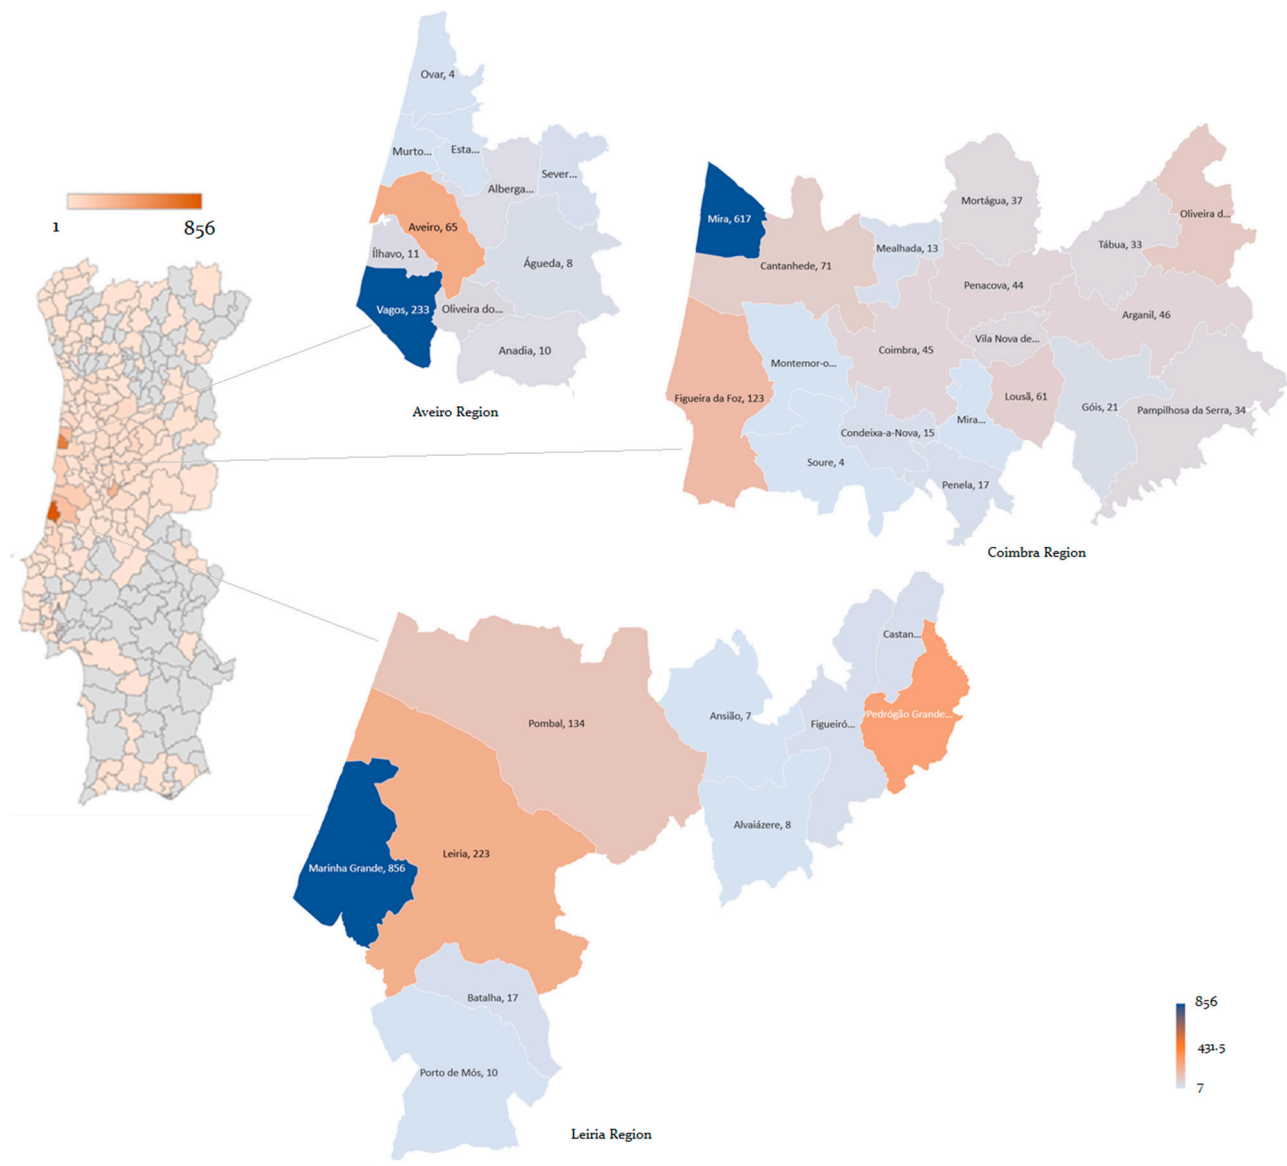 1
856
Ovar, 4
Murto...
Esta...
Alberga...
Sever...
Aveiro, 65
Ílhavo, 11
Águeda, 8
Vagos, 233
Oliveira do...
Anadia, 10
Aveiro Region
Mira, 617
Cantanhede, 71
Mealhada, 13
Mortágua, 37
Tábua, 33
Oliveira d...
Penacova, 44
Arganil, 46
Vila Nova de...
Coimbra, 45
Montemor-o...
Figueira da Foz, 123
Lousã, 61
Góis, 21
Pampilhosa da Serra, 34
Mira...
Condeixa-a-Nova, 15
Soure, 4
Penela, 17
Coimbra Region
Castan...
Pombal, 134
Ansião, 7
Figueiró...
Pedrógão Grande...
Alvaiázere, 8
Leiria, 223
Marinha Grande, 856
Batalha, 17
Porto de Mós, 10
Leiria Region
856
431.5
7